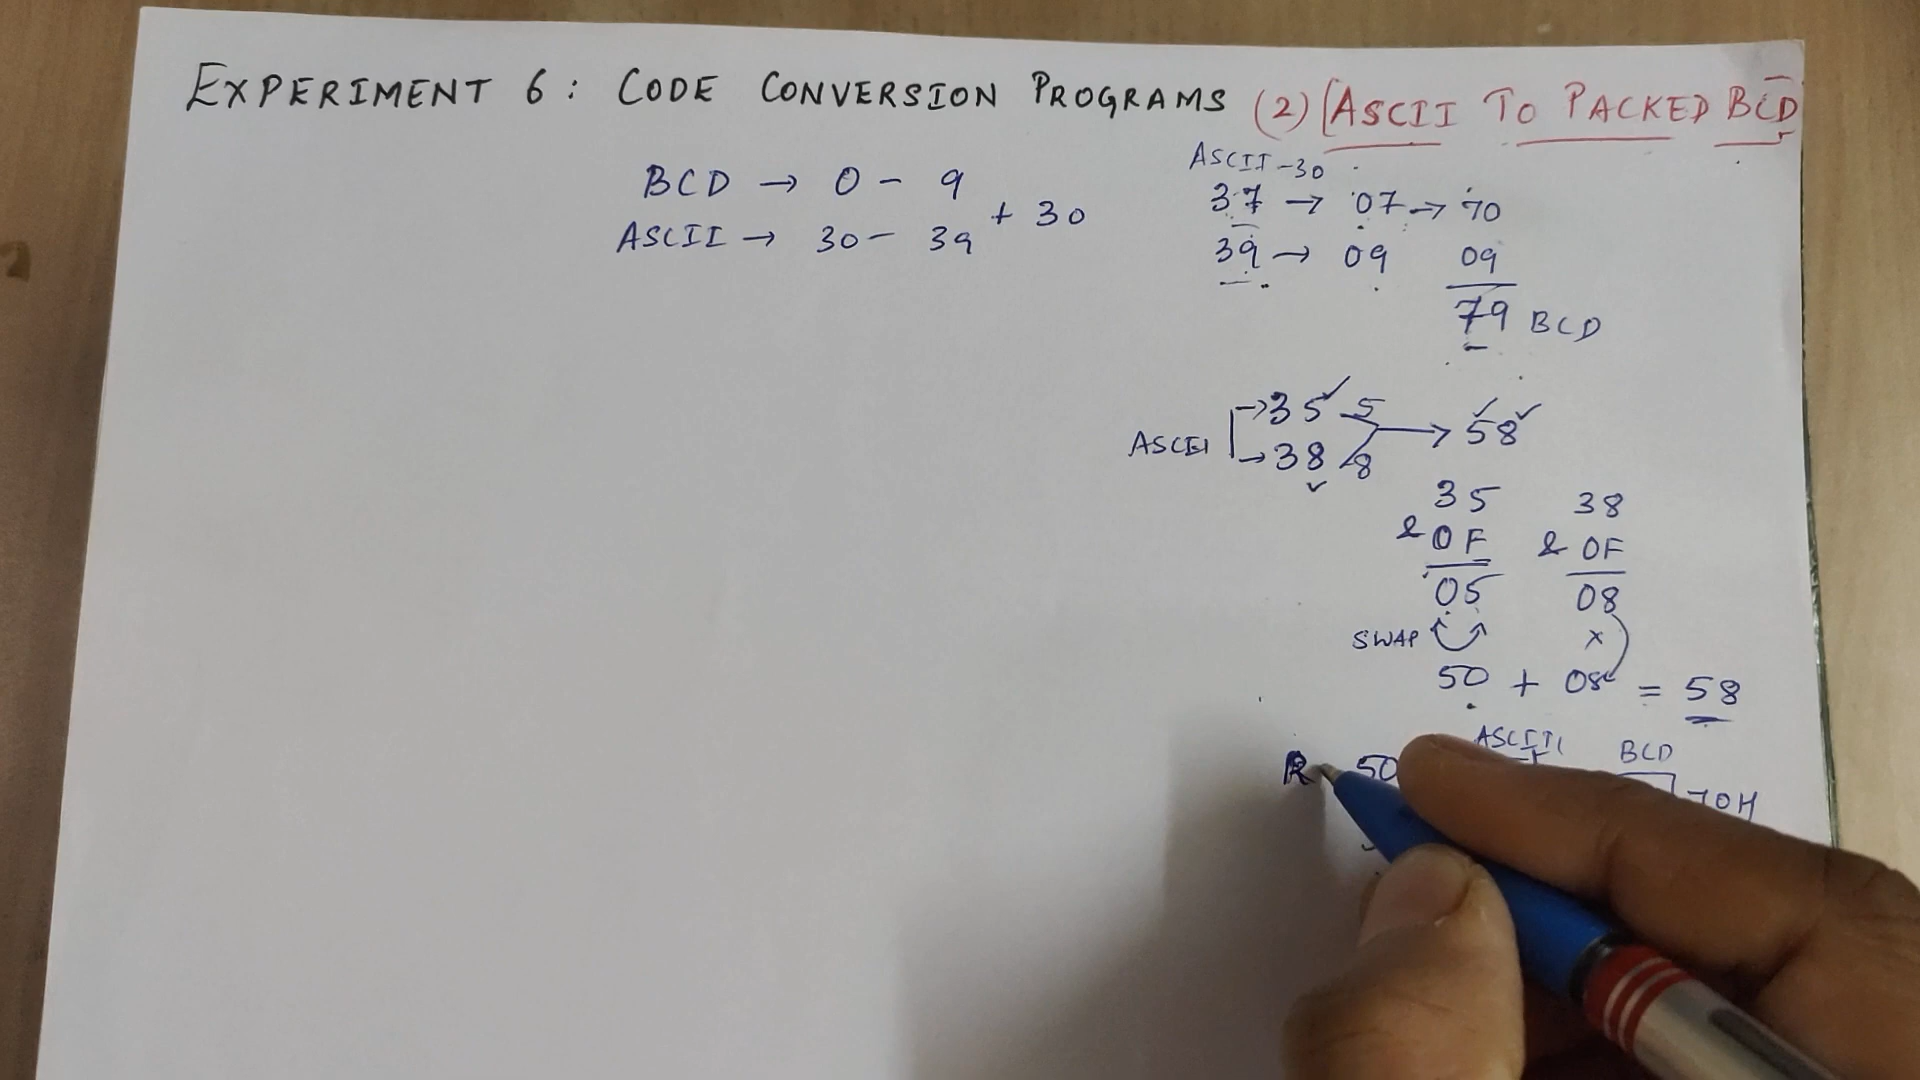 EXPERIMENT 6: CODE CONVERSION PROGRAMS (2) [ASCII TO PACKED BCD
BCD → 0 - 9
ASCII → 30 - 39
+ 30
ASCII -30
37 → 07 → 70
39 → 09 09
79 BCD
ASCII →35 5 → 58
→38 8
35 38
& 0F & 0F
05 08
SWAP x
50 + 08 = 58
ASCII BCD
R 50 70H